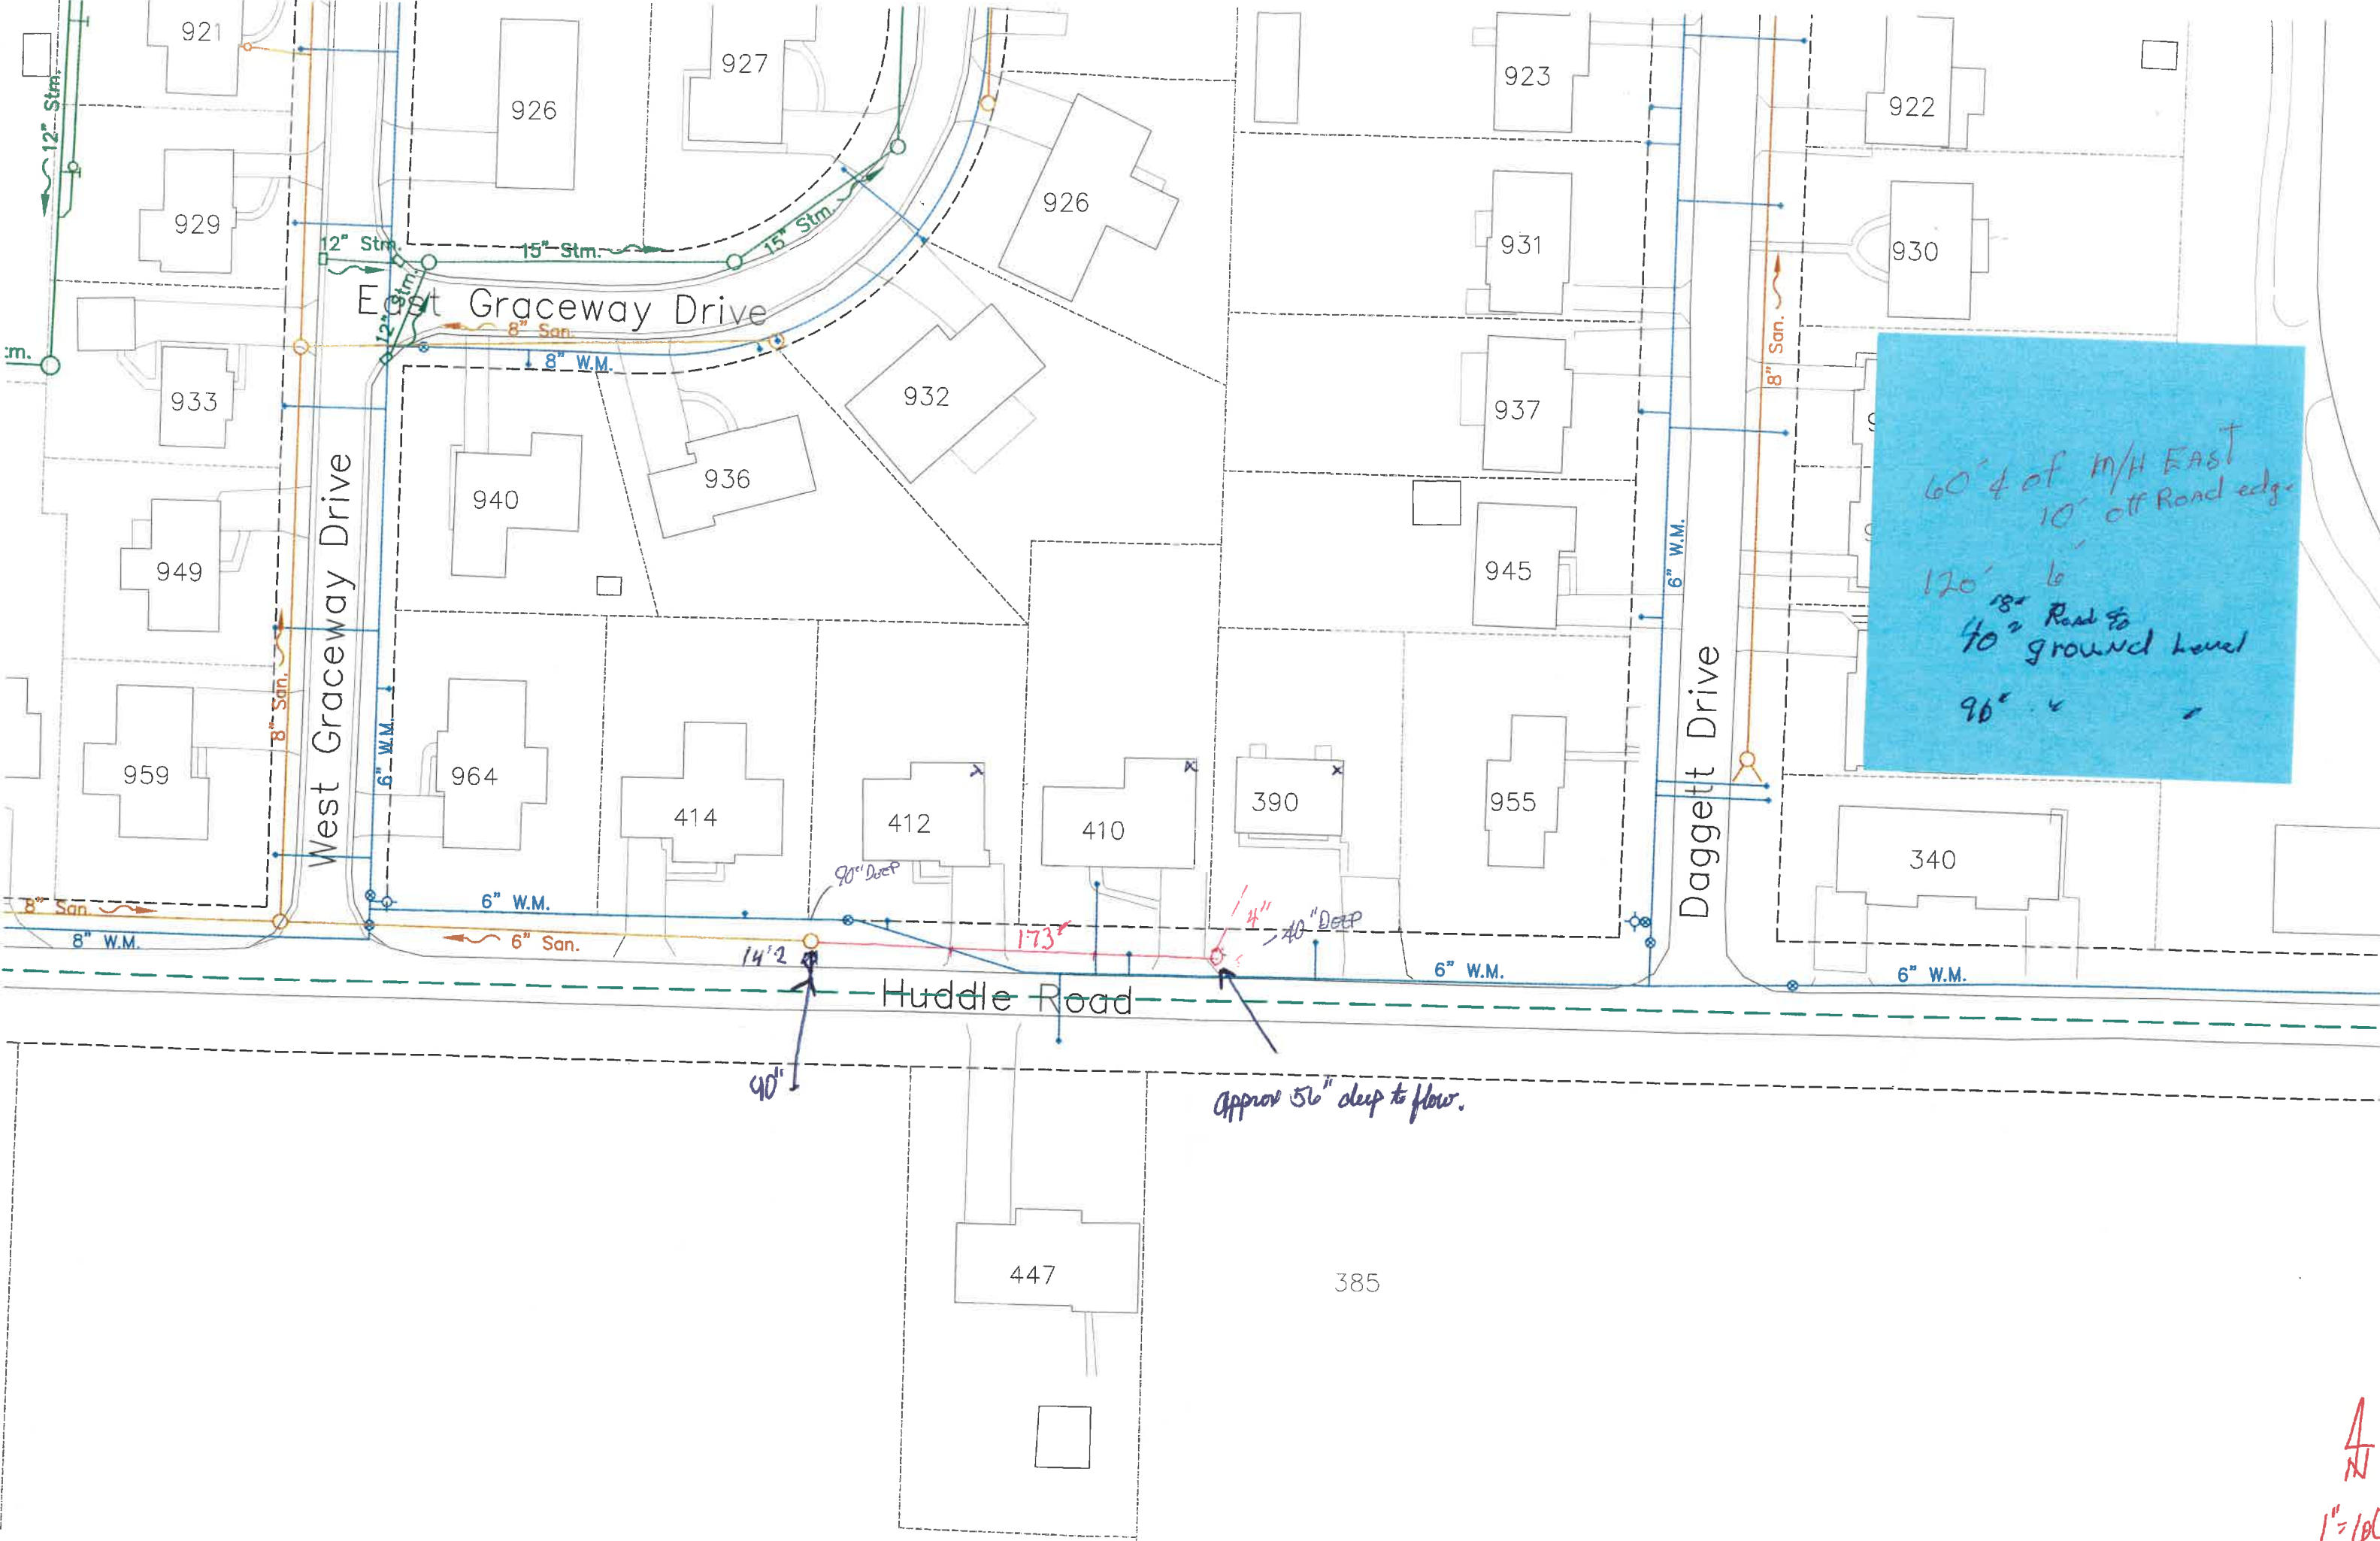 921
927
923
922
12" Stm.
926
929
926
931
930
12" Stm.
15" Stm.
15" Stm.
12" Stm.
East Graceway Drive
8" San.
8" W.M.
8" San.
933
932
937
940
936
949
945
6" W.M.
60' ₵ of M/H EAST
10' off Road edge
120' 6'
18" Road to
40" ground Level
96" " "
West Graceway Drive
8" San.
6" W.M.
Daggett Drive
959
964
414
412
410
390
955
340
90" DEEP
8" San.
6" W.M.
4"
40" DEEP
8" W.M.
6" San.
14'2
173'
6" W.M.
6" W.M.
Huddle Road
90"
approx 56" deep to flow.
447
385
N